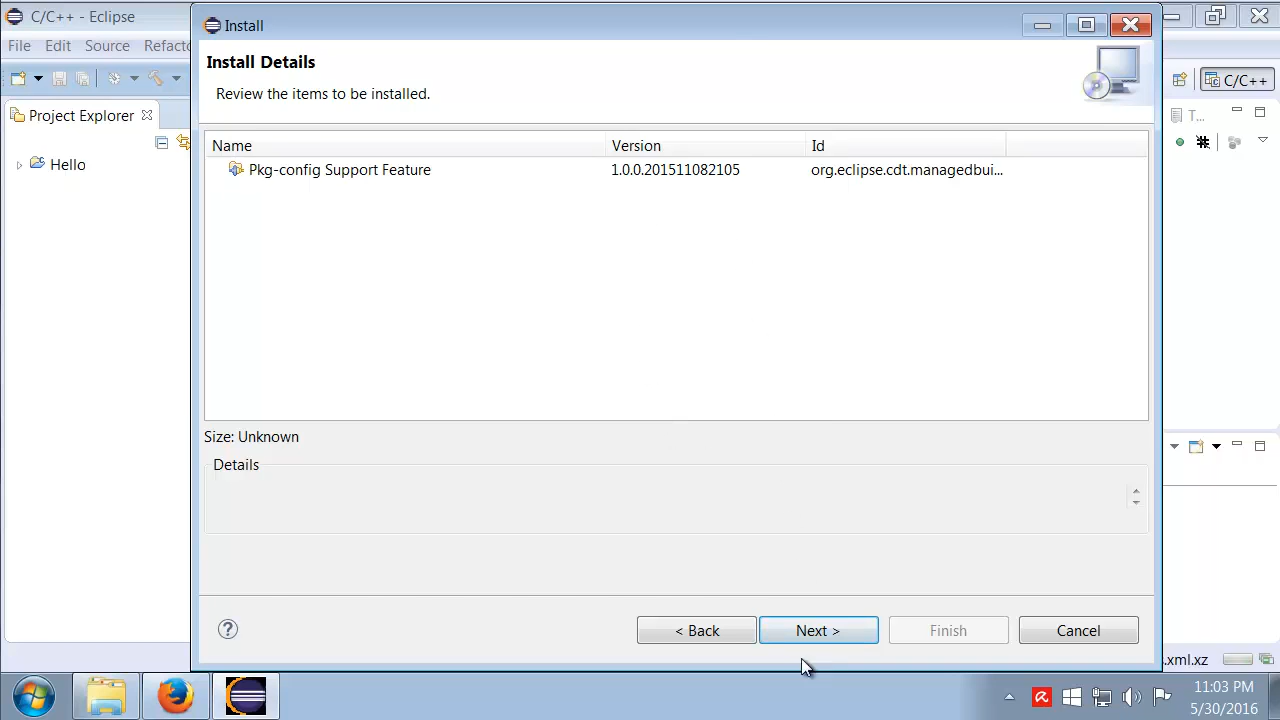 C/C++ - Eclipse
File Edit Source Refacto
Project Explorer
Hello
Install
Install Details
Review the items to be installed.
Name Version Id
Pkg-config Support Feature 1.0.0.201511082105 org.eclipse.cdt.managedbui...
Size: Unknown
Details
?
< Back Next > Finish Cancel
C/C++
T...
.xml.xz
11:03 PM
5/30/2016